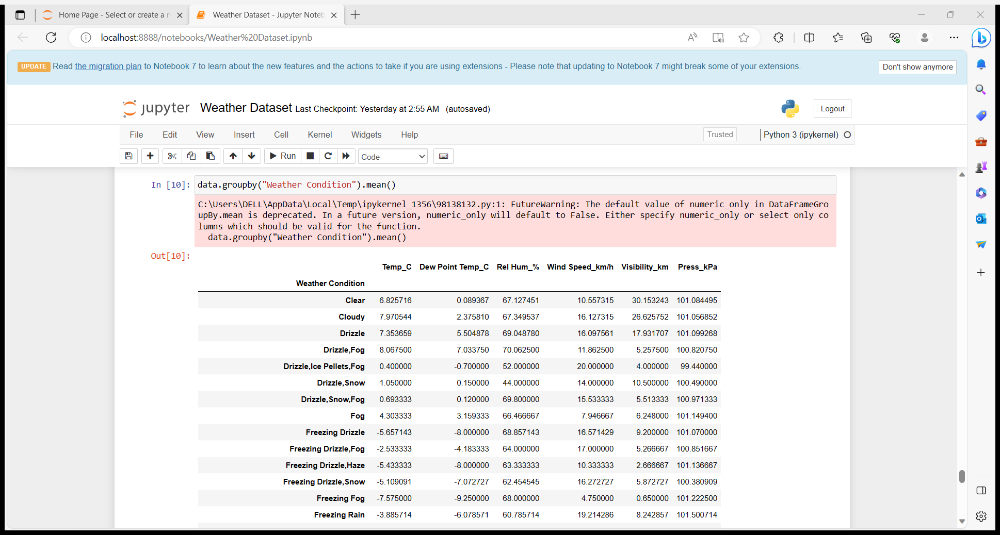 Home Page - Select or create a n
Weather Dataset - Jupyter Noteb
localhost:8888/notebooks/Weather%20Dataset.ipynb
UPDATE Read the migration plan to Notebook 7 to learn about the new features and the actions to take if you are using extensions - Please note that updating to Notebook 7 might break some of your extensions.
Don't show anymore
jupyter Weather Dataset Last Checkpoint: Yesterday at 2:55 AM (autosaved)
Logout
File Edit View Insert Cell Kernel Widgets Help
Trusted Python 3 (ipykernel)
Run Code
In [10]: data.groupby("Weather Condition").mean()
C:\Users\DELL\AppData\Local\Temp\ipykernel_1356\98138132.py:1: FutureWarning: The default value of numeric_only in DataFrameGro
upBy.mean is deprecated. In a future version, numeric_only will default to False. Either specify numeric_only or select only co
lumns which should be valid for the function.
data.groupby("Weather Condition").mean()
Out[10]:
Temp_C Dew Point Temp_C Rel Hum_% Wind Speed_km/h Visibility_km Press_kPa
Weather Condition
Clear 6.825716 0.089367 67.127451 10.557315 30.153243 101.084495
Cloudy 7.970544 2.375810 67.349537 16.127315 26.625752 101.056852
Drizzle 7.353659 5.504878 69.048780 16.097561 17.931707 101.099268
Drizzle,Fog 8.067500 7.033750 70.062500 11.862500 5.257500 100.820750
Drizzle,Ice Pellets,Fog 0.400000 -0.700000 52.000000 20.000000 4.000000 99.440000
Drizzle,Snow 1.050000 0.150000 44.000000 14.000000 10.500000 100.490000
Drizzle,Snow,Fog 0.693333 0.120000 69.800000 15.533333 5.513333 100.971333
Fog 4.303333 3.159333 66.466667 7.946667 6.248000 101.149400
Freezing Drizzle -5.657143 -8.000000 68.857143 16.571429 9.200000 101.070000
Freezing Drizzle,Fog -2.533333 -4.183333 64.000000 17.000000 5.266667 100.851667
Freezing Drizzle,Haze -5.433333 -8.000000 63.333333 10.333333 2.666667 101.136667
Freezing Drizzle,Snow -5.109091 -7.072727 62.454545 16.272727 5.872727 100.380909
Freezing Fog -7.575000 -9.250000 68.000000 4.750000 0.650000 101.222500
Freezing Rain -3.885714 -6.078571 60.785714 19.214286 8.242857 101.500714